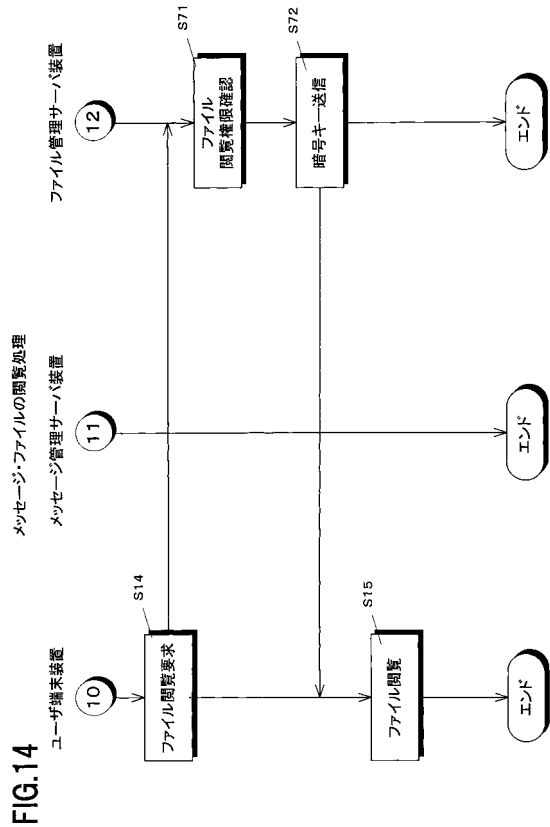 FIG.14
メッセージ・ファイルの閲覧処理
ユーザ端末装置
メッセージ管理サーバ装置
ファイル管理サーバ装置
10
11
12
S14
ファイル閲覧要求
S71
ファイル
閲覧権限確認
S72
暗号キー送信
S15
ファイル閲覧
エンド
エンド
エンド